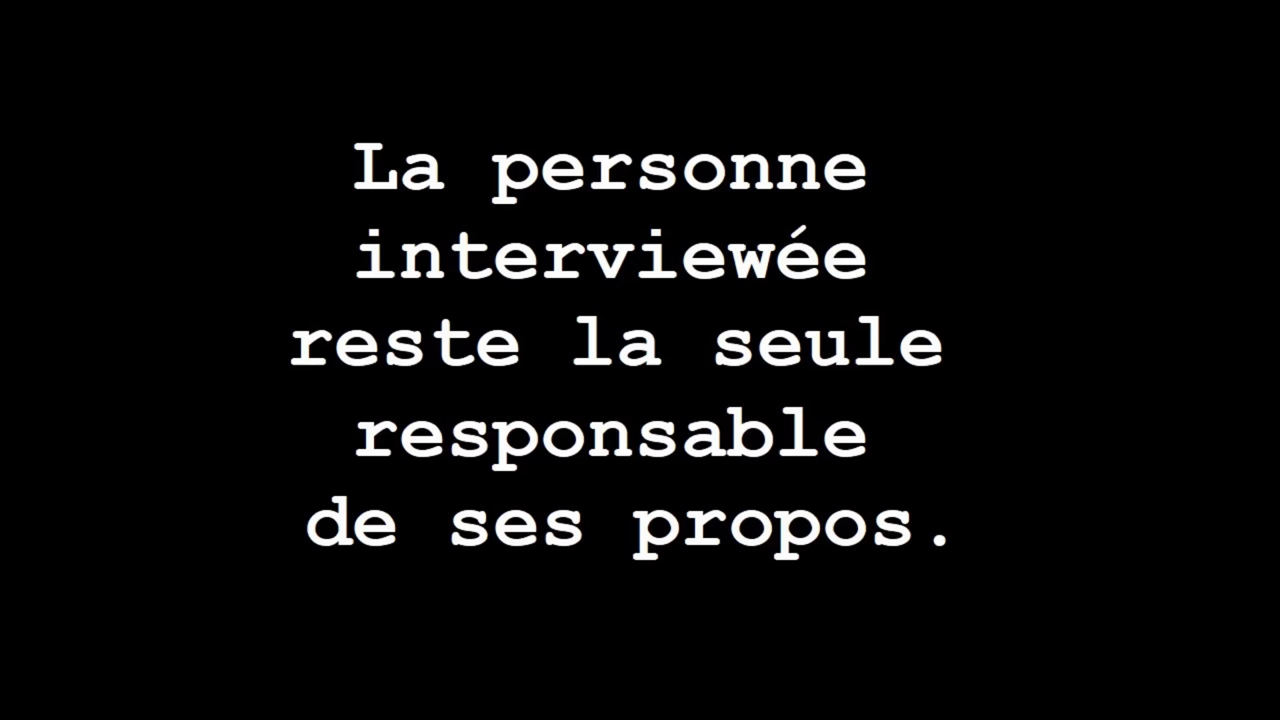 La personne
interviewée
reste la seule
responsable
de ses propos.